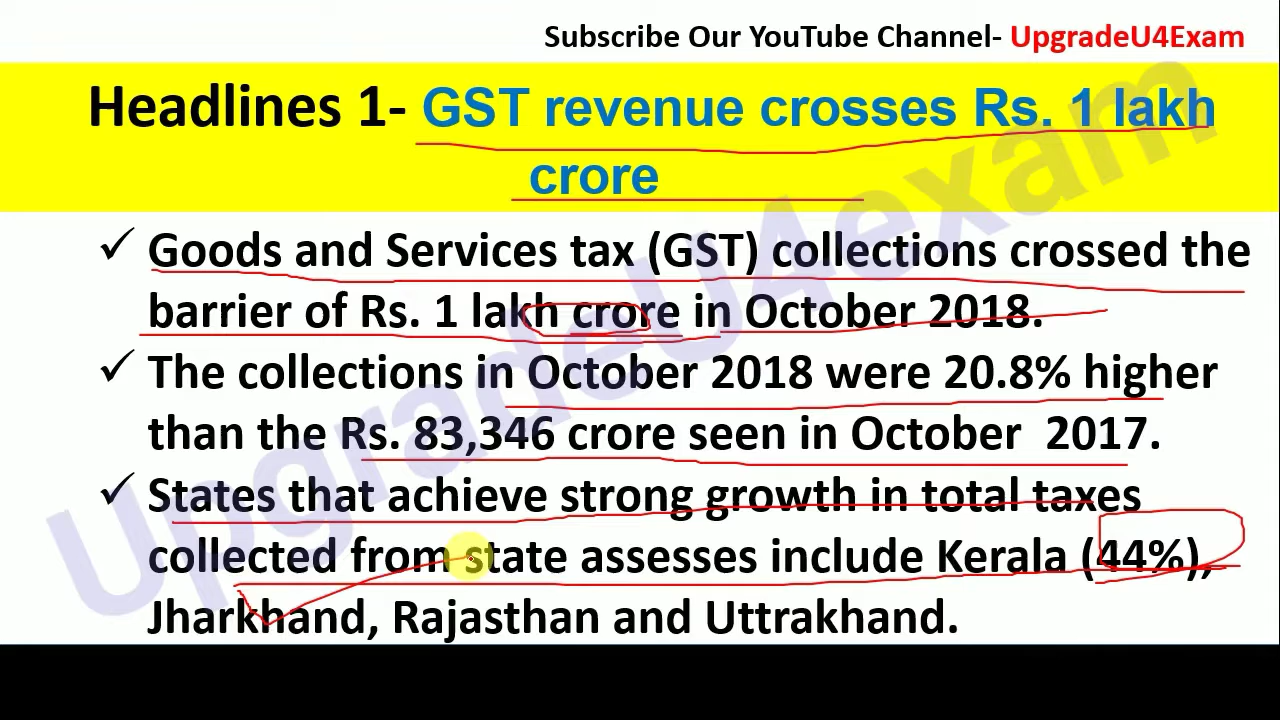 Subscribe Our YouTube Channel- UpgradeU4Exam
Headlines 1- GST revenue crosses Rs. 1 lakh
crore
✓ Goods and Services tax (GST) collections crossed the
barrier of Rs. 1 lakh crore in October 2018.
✓ The collections in October 2018 were 20.8% higher
than the Rs. 83,346 crore seen in October 2017.
✓ States that achieve strong growth in total taxes
collected from state assesses include Kerala (44%),
Jharkhand, Rajasthan and Uttrakhand.
UpgradeU4exam